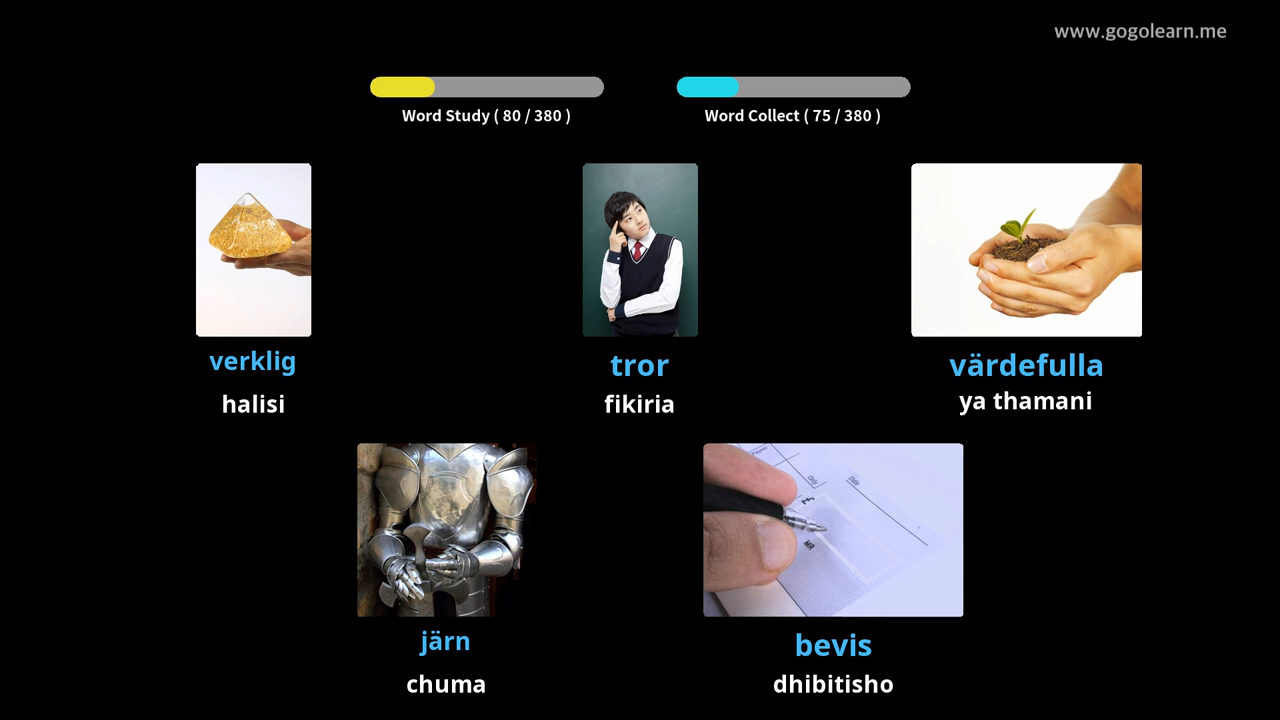 www.gogolearn.me
Word Study ( 80 / 380 )
Word Collect ( 75 / 380 )
verklig
halisi
tror
fikiria
värdefulla
ya thamani
järn
chuma
bevis
dhibitisho
£
MR